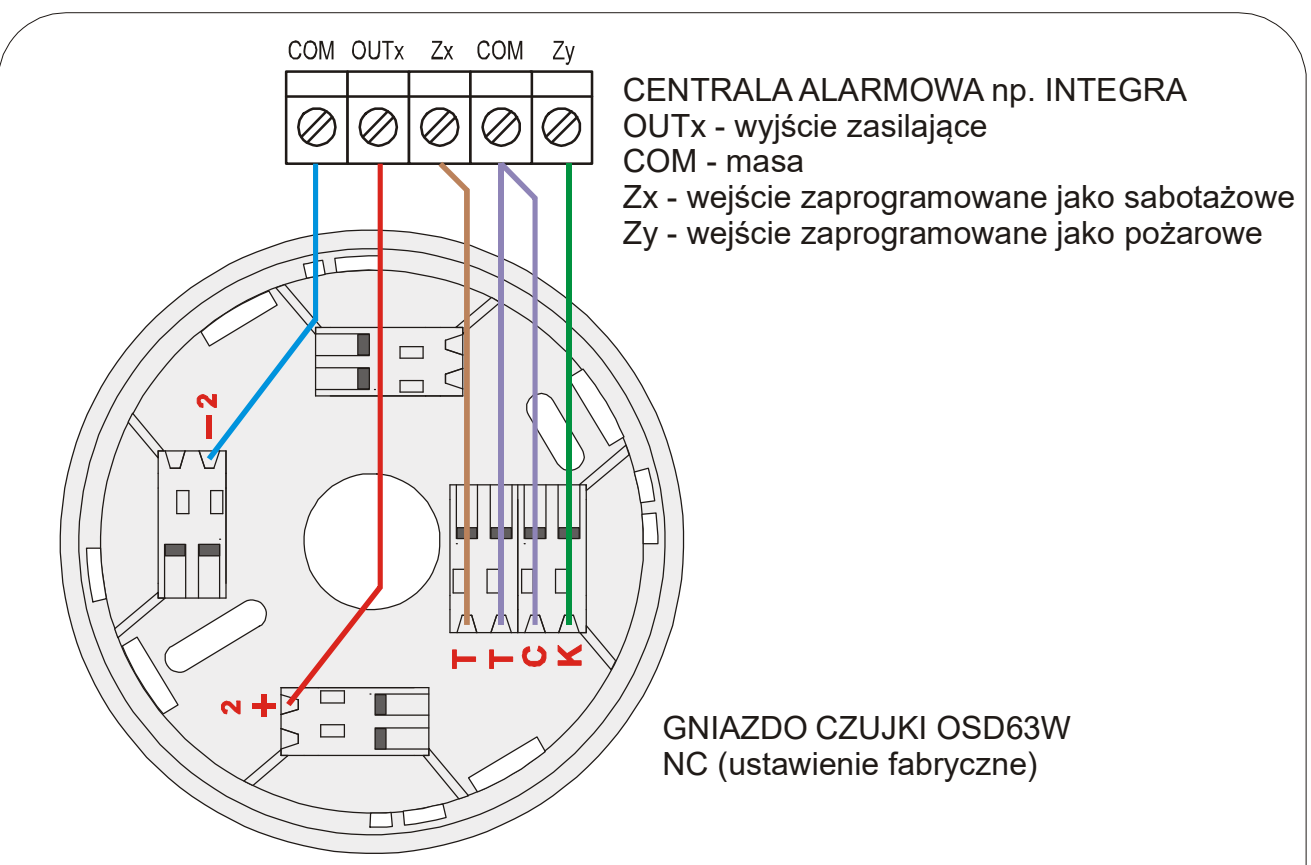 COM OUTx Zx COM Zy
CENTRALA ALARMOWA np. INTEGRA
OUTx - wyjście zasilające
COM - masa
Zx - wejście zaprogramowane jako sabotażowe
Zy - wejście zaprogramowane jako pożarowe
– 2
T T C K
2 +
GNIAZDO CZUJKI OSD63W
NC (ustawienie fabryczne)